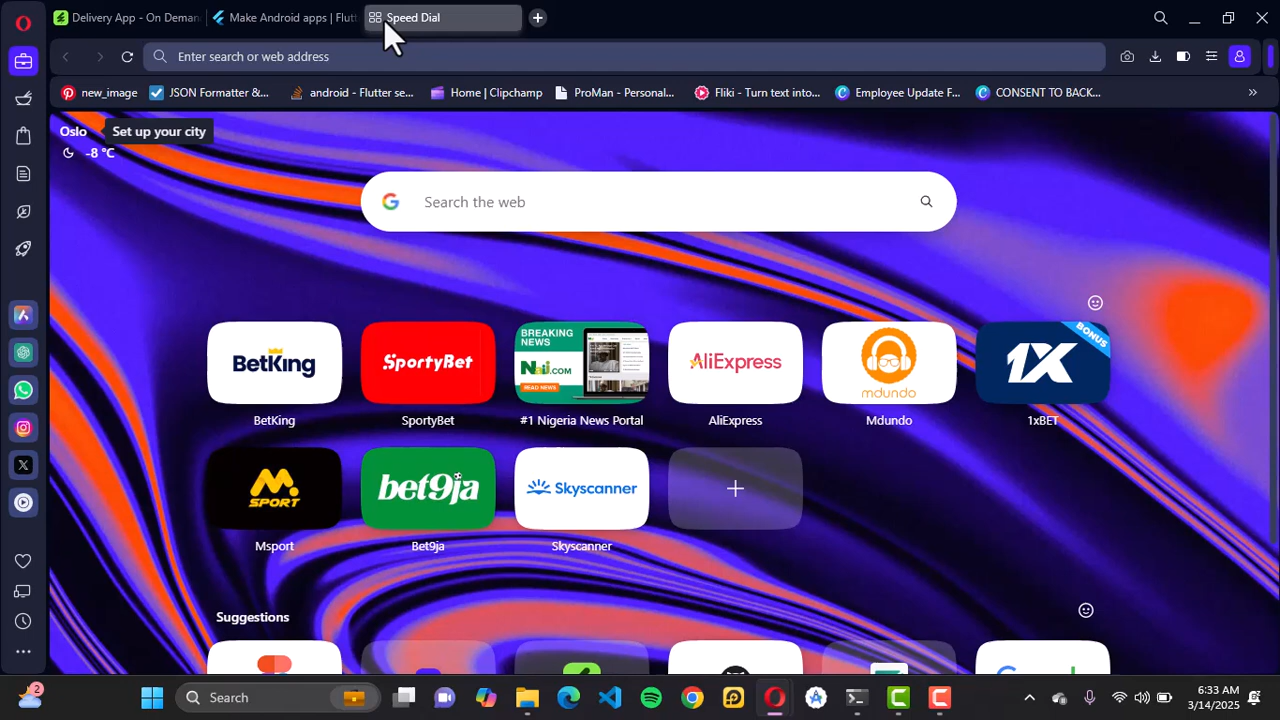 Delivery App - On Deman
Make Android apps | Flutt
Speed Dial
Enter search or web address
new_image
JSON Formatter &...
android - Flutter se...
Home | Clipchamp
ProMan - Personal...
Fliki - Turn text into...
Employee Update F...
CONSENT TO BACK...
Oslo
Set up your city
-8 °C
Search the web
BetKing
SportyBet
BREAKING
NEWS
Naii.COM
READ NEWS
AliExpress
mdundo
1X
BONUS
BetKing
SportyBet
#1 Nigeria News Portal
AliExpress
Mdundo
1xBET
M
SPORT
bet9ja
Skyscanner
Msport
Bet9ja
Skyscanner
Suggestions
2
Search
6:33 AM
3/14/2025